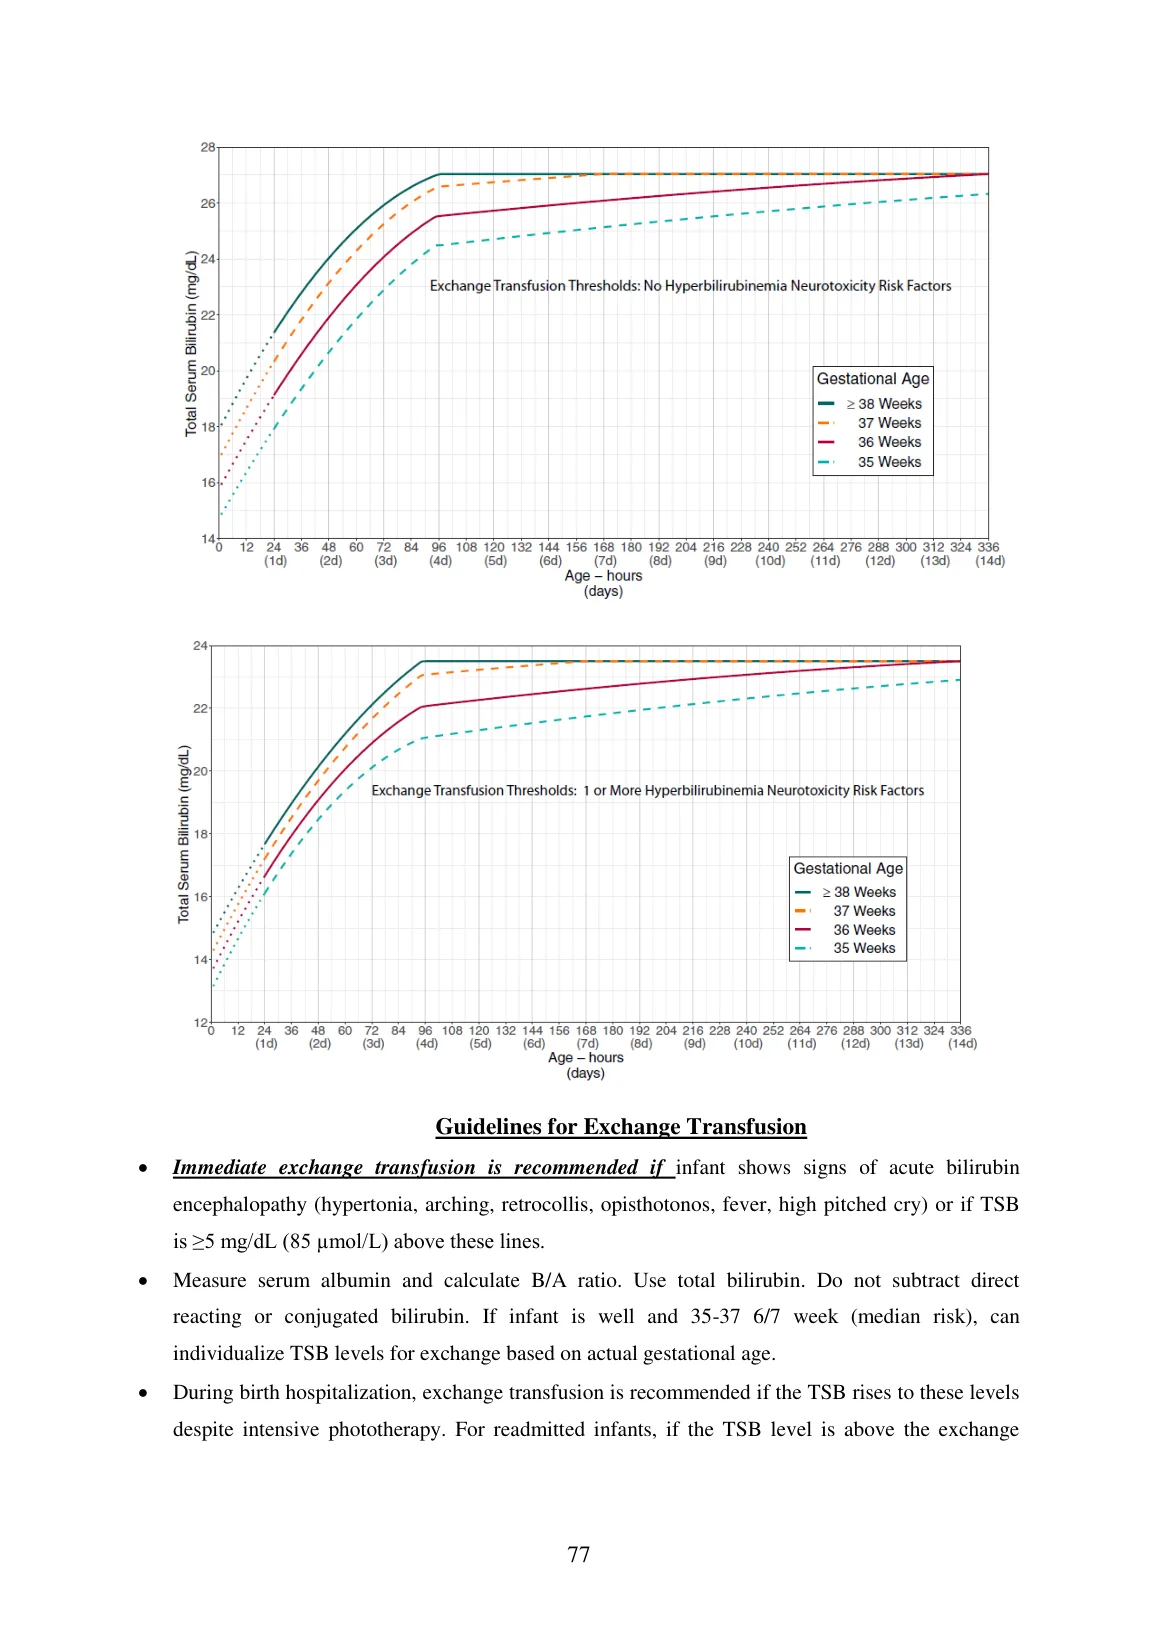 28
26
24
22
20
18
16
14
Total Serum Bilirubin (mg/dL)
Exchange Transfusion Thresholds: No Hyperbilirubinemia Neurotoxicity Risk Factors
Gestational Age
≥ 38 Weeks
37 Weeks
36 Weeks
35 Weeks
0 12 24 36 48 60 72 84 96 108 120 132 144 156 168 180 192 204 216 228 240 252 264 276 288 300 312 324 336
(1d) (2d) (3d) (4d) (5d) (6d) (7d) (8d) (9d) (10d) (11d) (12d) (13d) (14d)
Age – hours
(days)
24
22
20
18
16
14
12
Total Serum Bilirubin (mg/dL)
Exchange Transfusion Thresholds: 1 or More Hyperbilirubinemia Neurotoxicity Risk Factors
Gestational Age
≥ 38 Weeks
37 Weeks
36 Weeks
35 Weeks
0 12 24 36 48 60 72 84 96 108 120 132 144 156 168 180 192 204 216 228 240 252 264 276 288 300 312 324 336
(1d) (2d) (3d) (4d) (5d) (6d) (7d) (8d) (9d) (10d) (11d) (12d) (13d) (14d)
Age – hours
(days)
Guidelines for Exchange Transfusion
• Immediate exchange transfusion is recommended if infant shows signs of acute bilirubin
encephalopathy (hypertonia, arching, retrocollis, opisthotonos, fever, high pitched cry) or if TSB
is ≥5 mg/dL (85 µmol/L) above these lines.
• Measure serum albumin and calculate B/A ratio. Use total bilirubin. Do not subtract direct
reacting or conjugated bilirubin. If infant is well and 35-37 6/7 week (median risk), can
individualize TSB levels for exchange based on actual gestational age.
• During birth hospitalization, exchange transfusion is recommended if the TSB rises to these levels
despite intensive phototherapy. For readmitted infants, if the TSB level is above the exchange
77